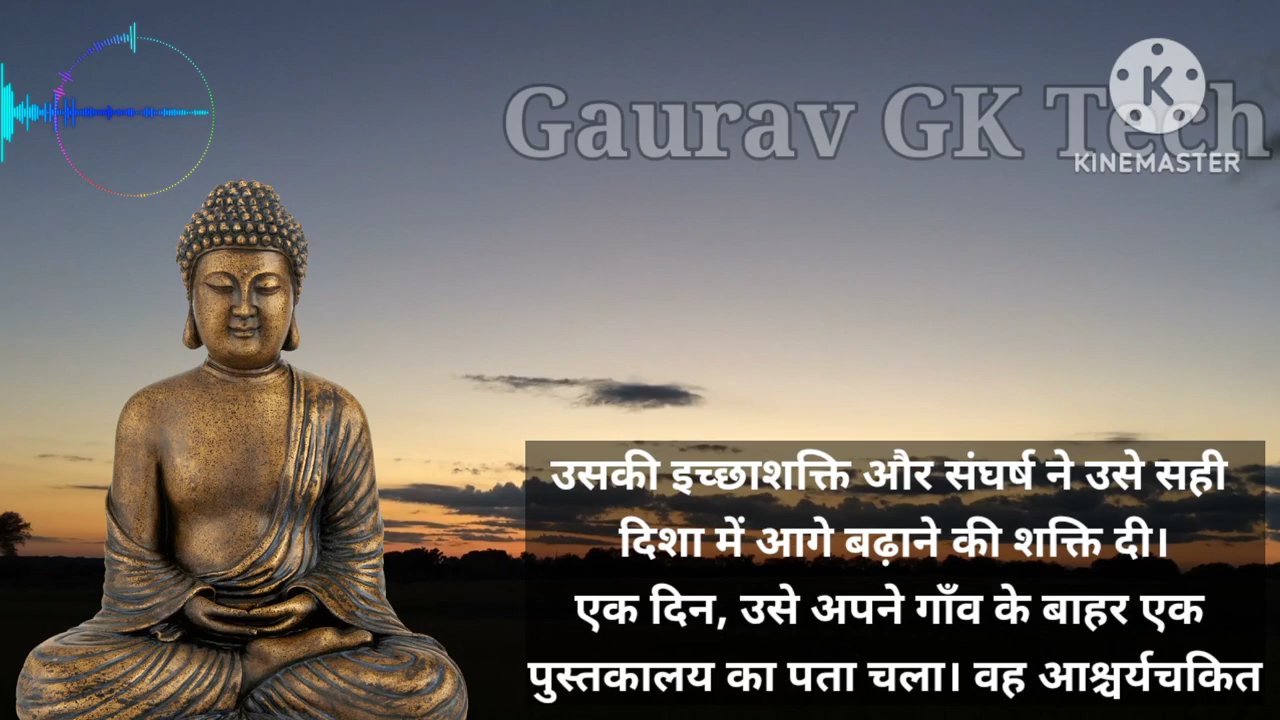 Gaurav GK Tech
K
KINEMASTER
उसकी इच्छाशक्ति और संघर्ष ने उसे सही
दिशा में आगे बढ़ाने की शक्ति दी।
एक दिन, उसे अपने गाँव के बाहर एक
पुस्तकालय का पता चला। वह आश्चर्यचकित